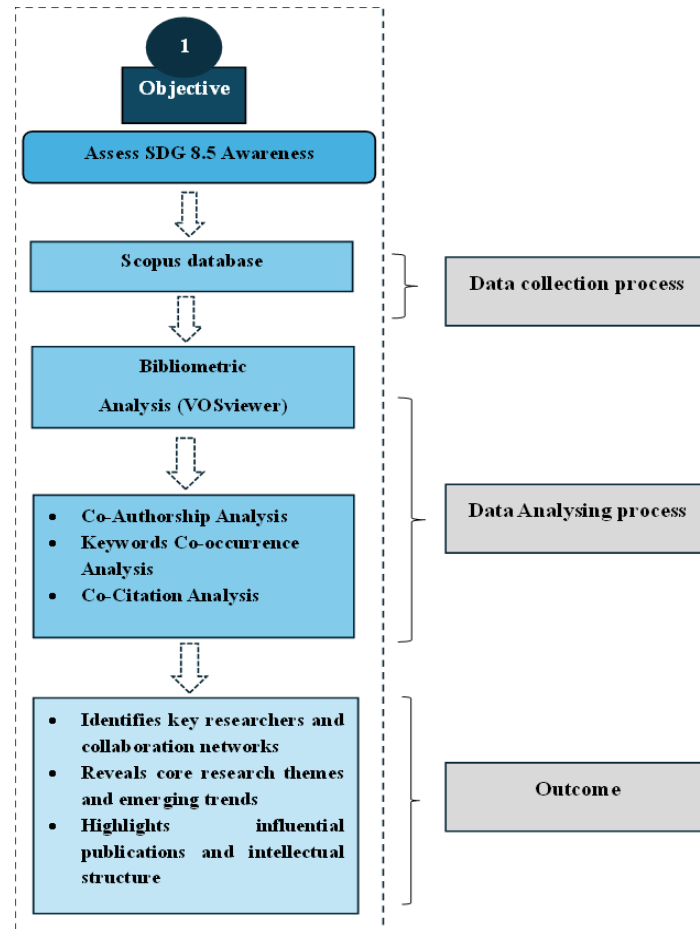 1
Objective
Assess SDG 8.5 Awareness
Scopus database
Data collection process
Bibliometric
Analysis (VOSviewer)
• Co-Authorship Analysis
• Keywords Co-occurrence
Analysis
• Co-Citation Analysis
Data Analysing process
• Identifies key researchers and
collaboration networks
• Reveals core research themes
and emerging trends
• Highlights influential
publications and intellectual
structure
Outcome